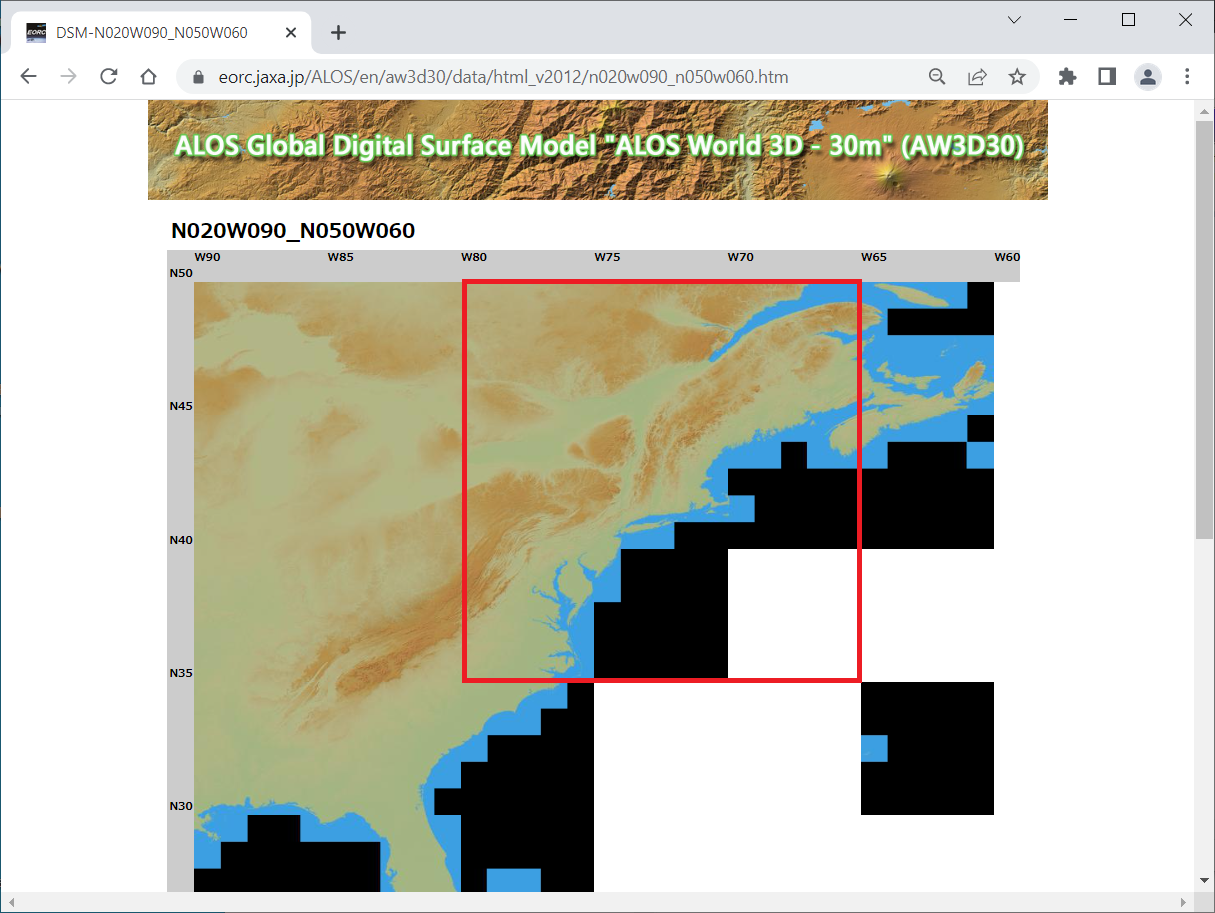 DSM-N020W090_N050W060
eorc.jaxa.jp/ALOS/en/aw3d30/data/html_v2012/n020w090_n050w060.htm
ALOS Global Digital Surface Model "ALOS World 3D - 30m" (AW3D30)
N020W090_N050W060
W90 W85 W80 W75 W70 W65 W60
N50
N45
N40
N35
N30